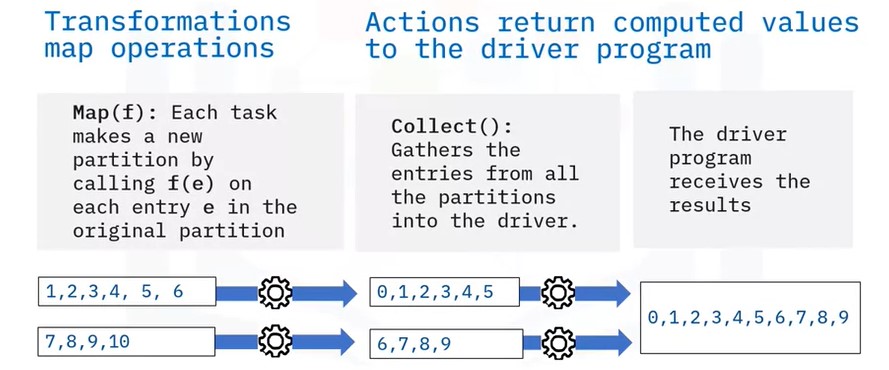 Transformations
map operations
Actions return computed values
to the driver program
Map(f): Each task
makes a new
partition by
calling f(e) on
each entry e in the
original partition
Collect():
Gathers the
entries from all
the partitions
into the driver.
The driver
program
receives the
results
1,2,3,4, 5, 6
0,1,2,3,4,5
7,8,9,10
6,7,8,9
0,1,2,3,4,5,6,7,8,9